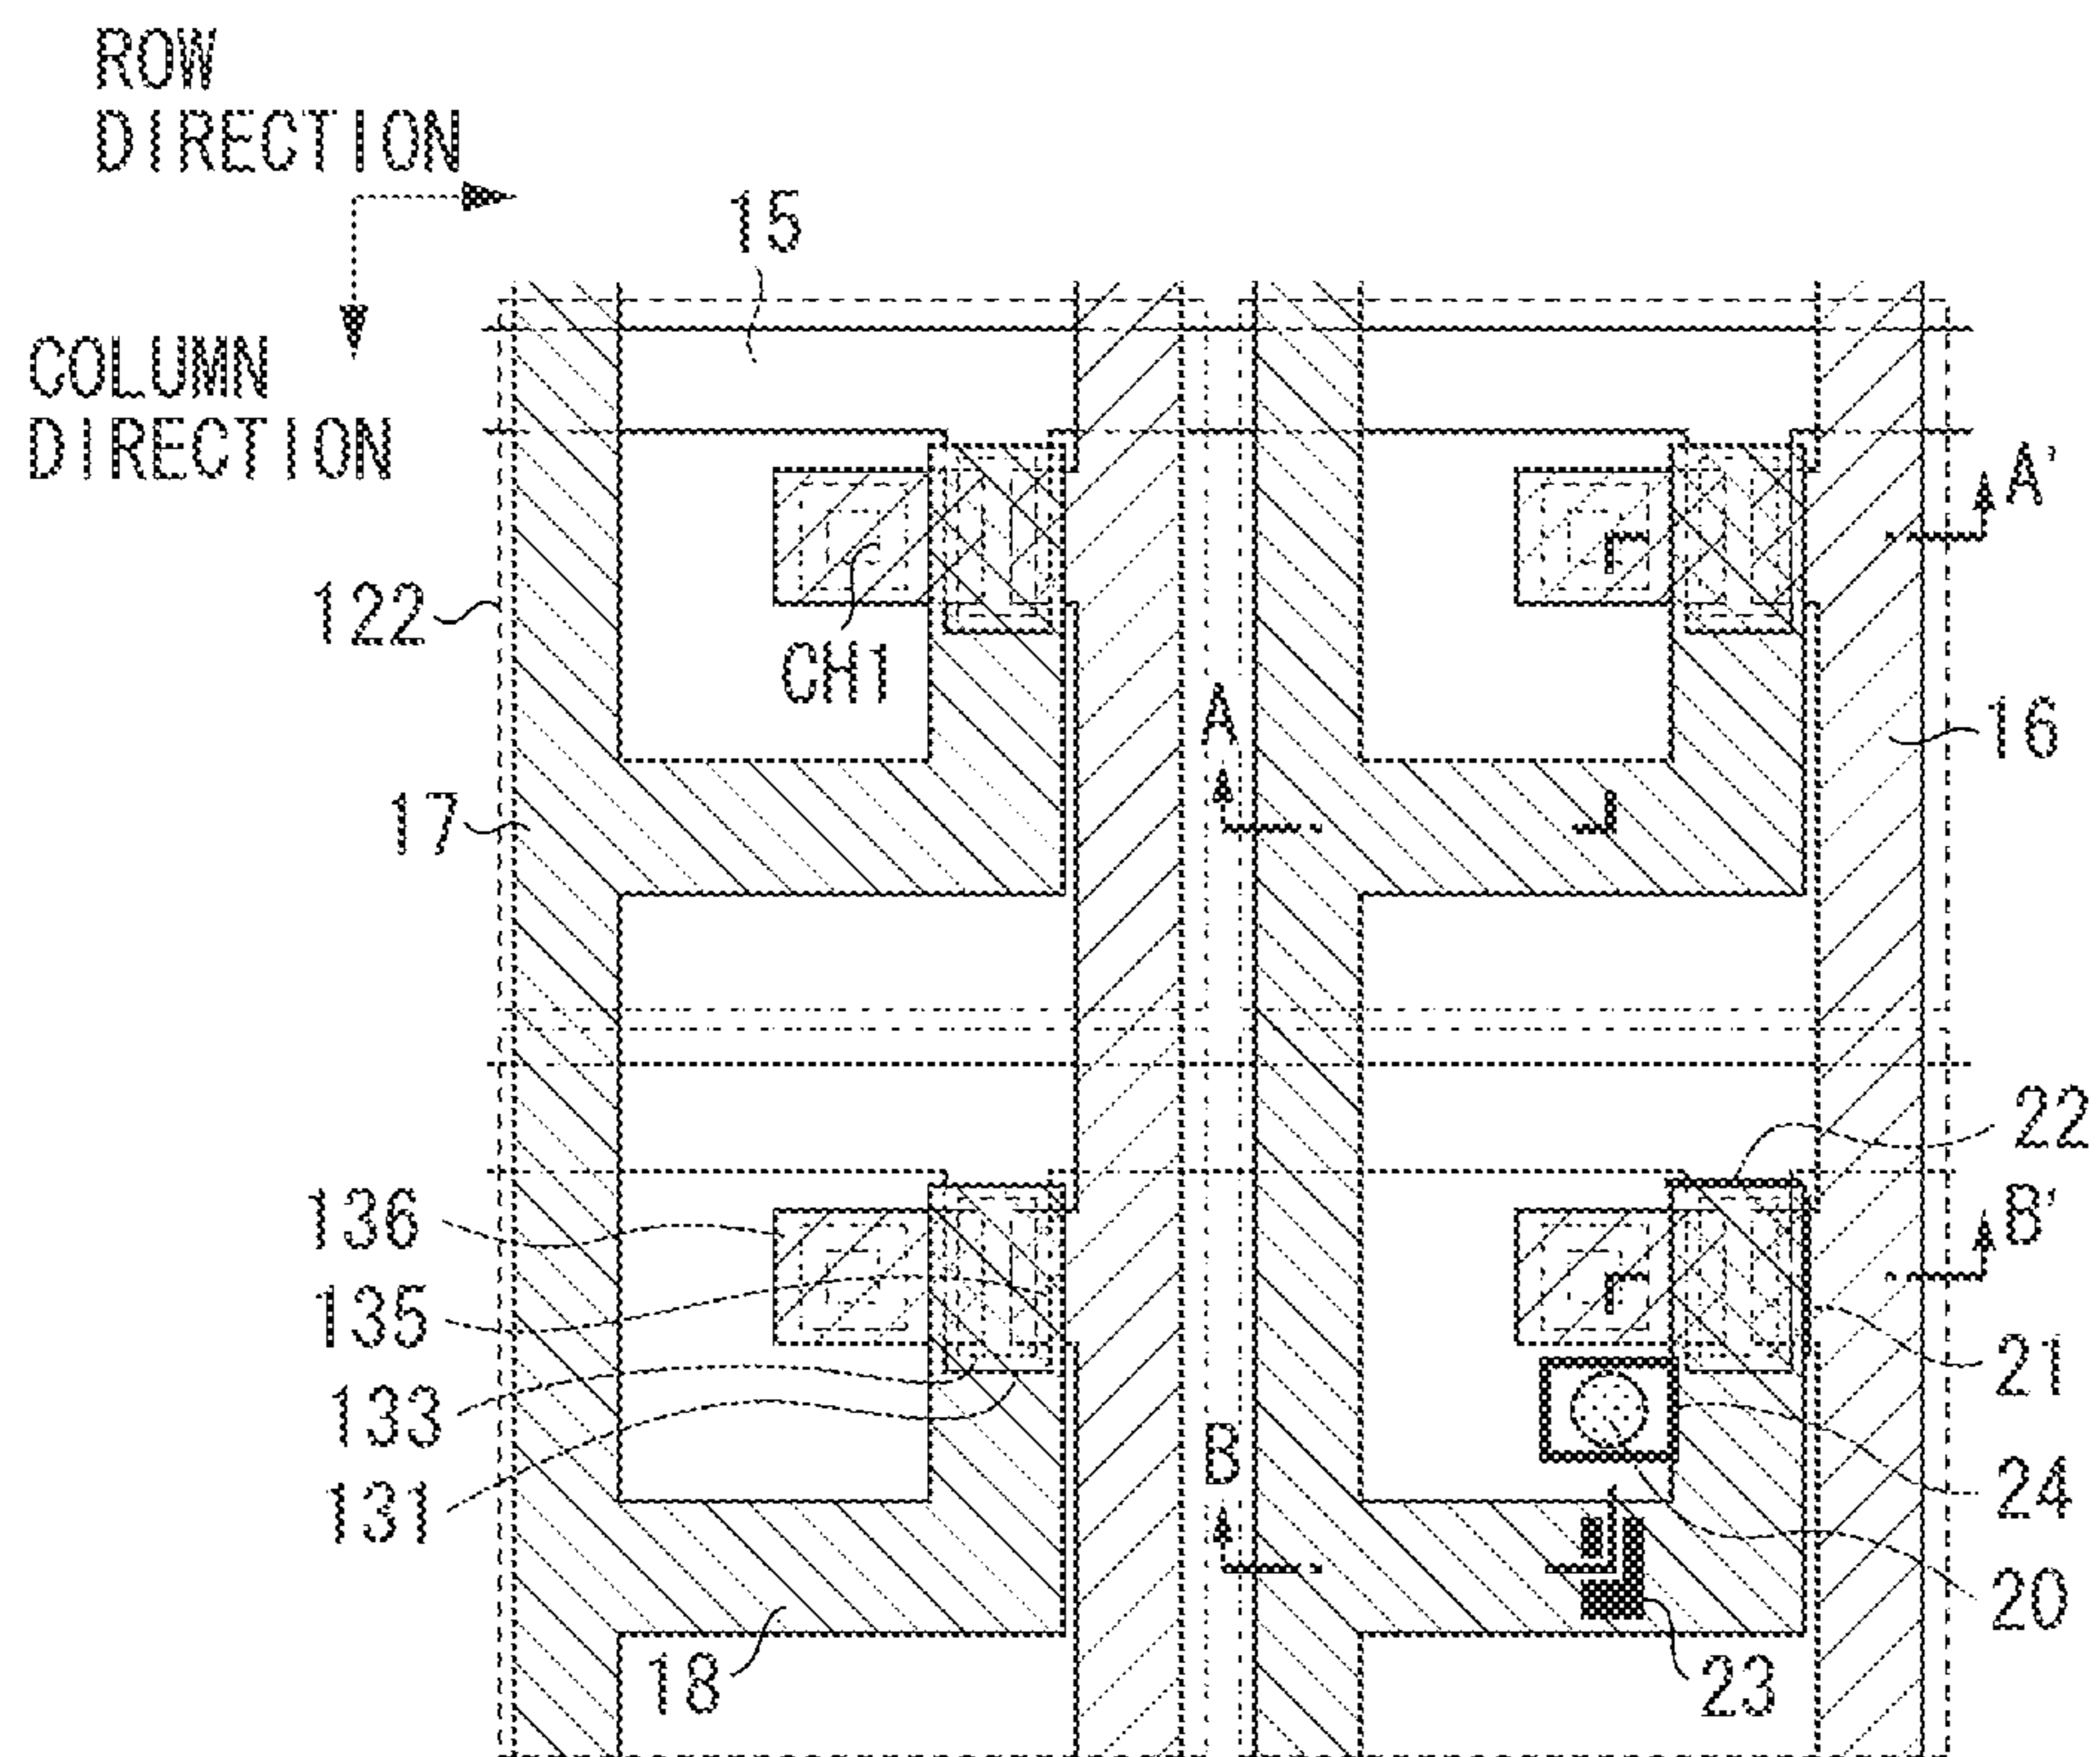 ROW
DIRECTION
COLUMN
DIRECTION
15
A'
122
CH1
A
16
17
22
136
B'
135
21
133
B
24
131
20
18
23